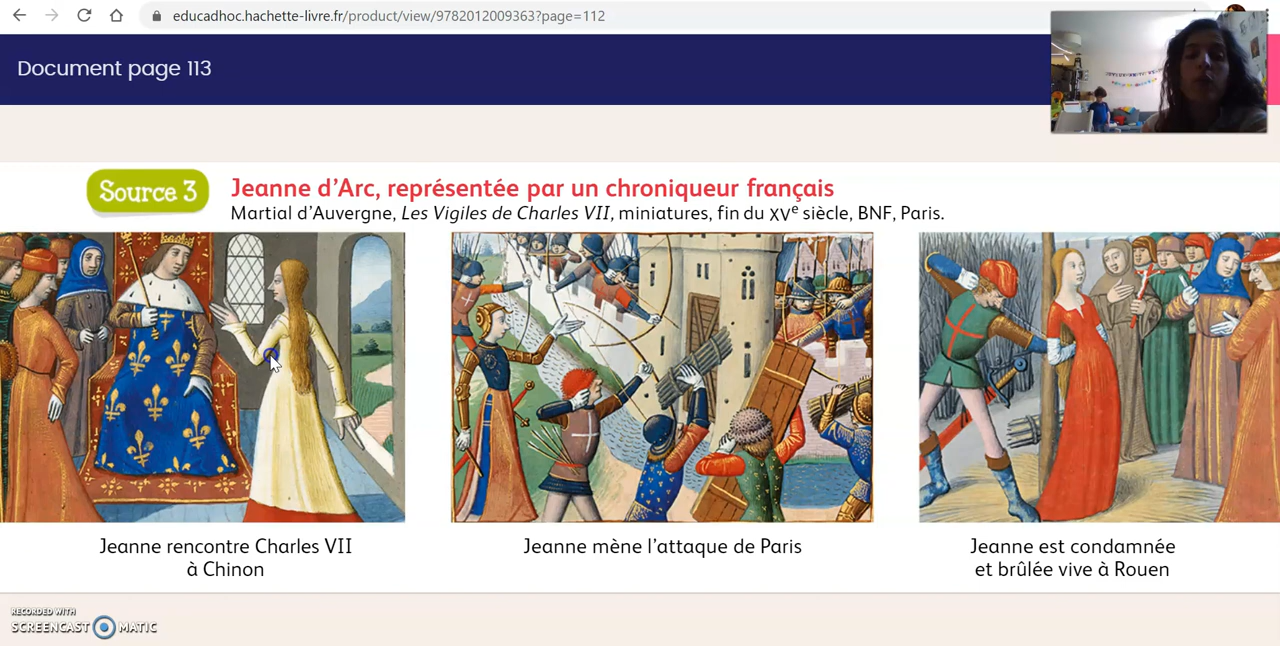 educadhoc.hachette-livre.fr/product/view/9782012009363?page=112
Document page 113
Source 3
Jeanne d'Arc, représentée par un chroniqueur français
Martial d'Auvergne, Les Vigiles de Charles VII, miniatures, fin du XVe siècle, BNF, Paris.
Jeanne rencontre Charles VII
à Chinon
Jeanne mène l'attaque de Paris
Jeanne est condamnée
et brûlée vive à Rouen
RECORDED WITH
SCREENCAST MATIC